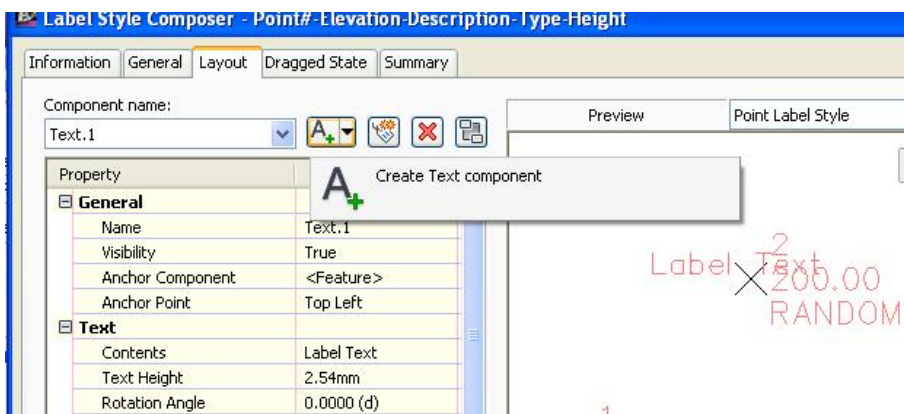 Label Style Composer - Point#-Elevation-Description-Type-Height
Information General Layout Dragged State Summary
Component name:
Text.1
Preview Point Label Style
Property
Create Text component
General
Name Text.1
Visibility True
Anchor Component <Feature>
Anchor Point Top Left
Text
Contents Label Text
Text Height 2.54mm
Rotation Angle 0.0000 (d)
2
Label Text
200.00
RANDOM
1